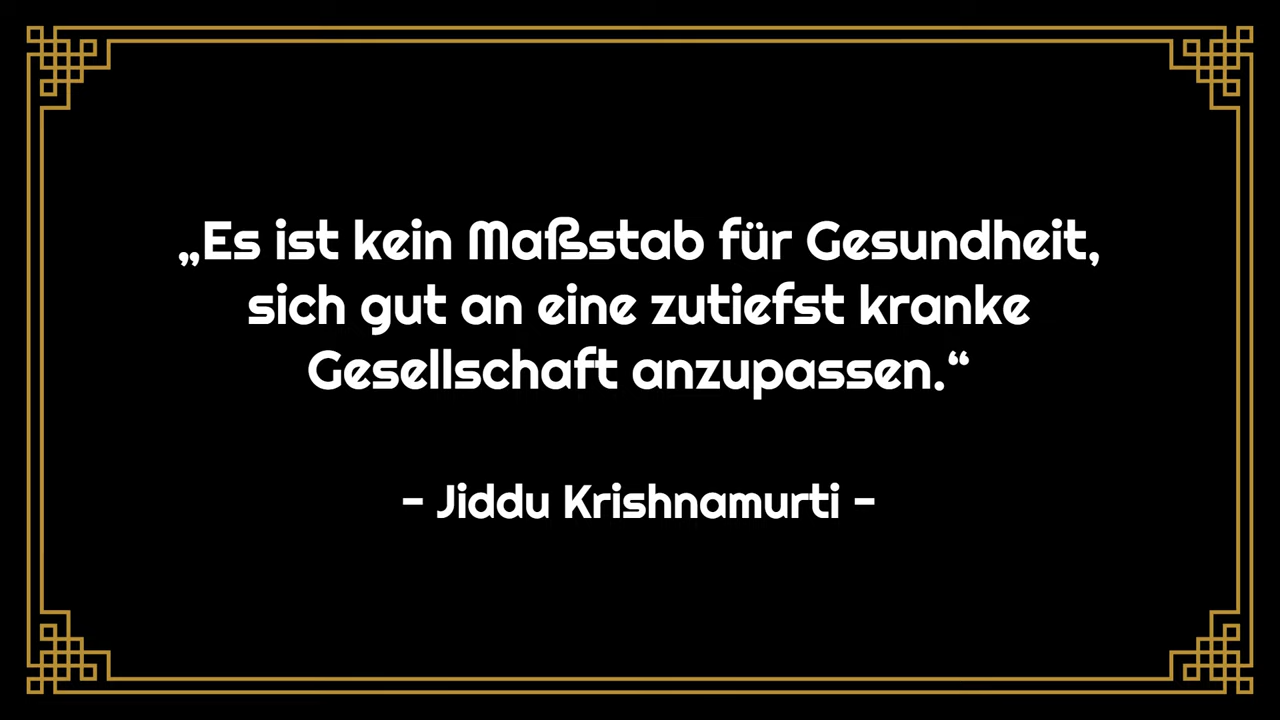 „Es ist kein Maßstab für Gesundheit,
sich gut an eine zutiefst kranke
Gesellschaft anzupassen.“
- Jiddu Krishnamurti -